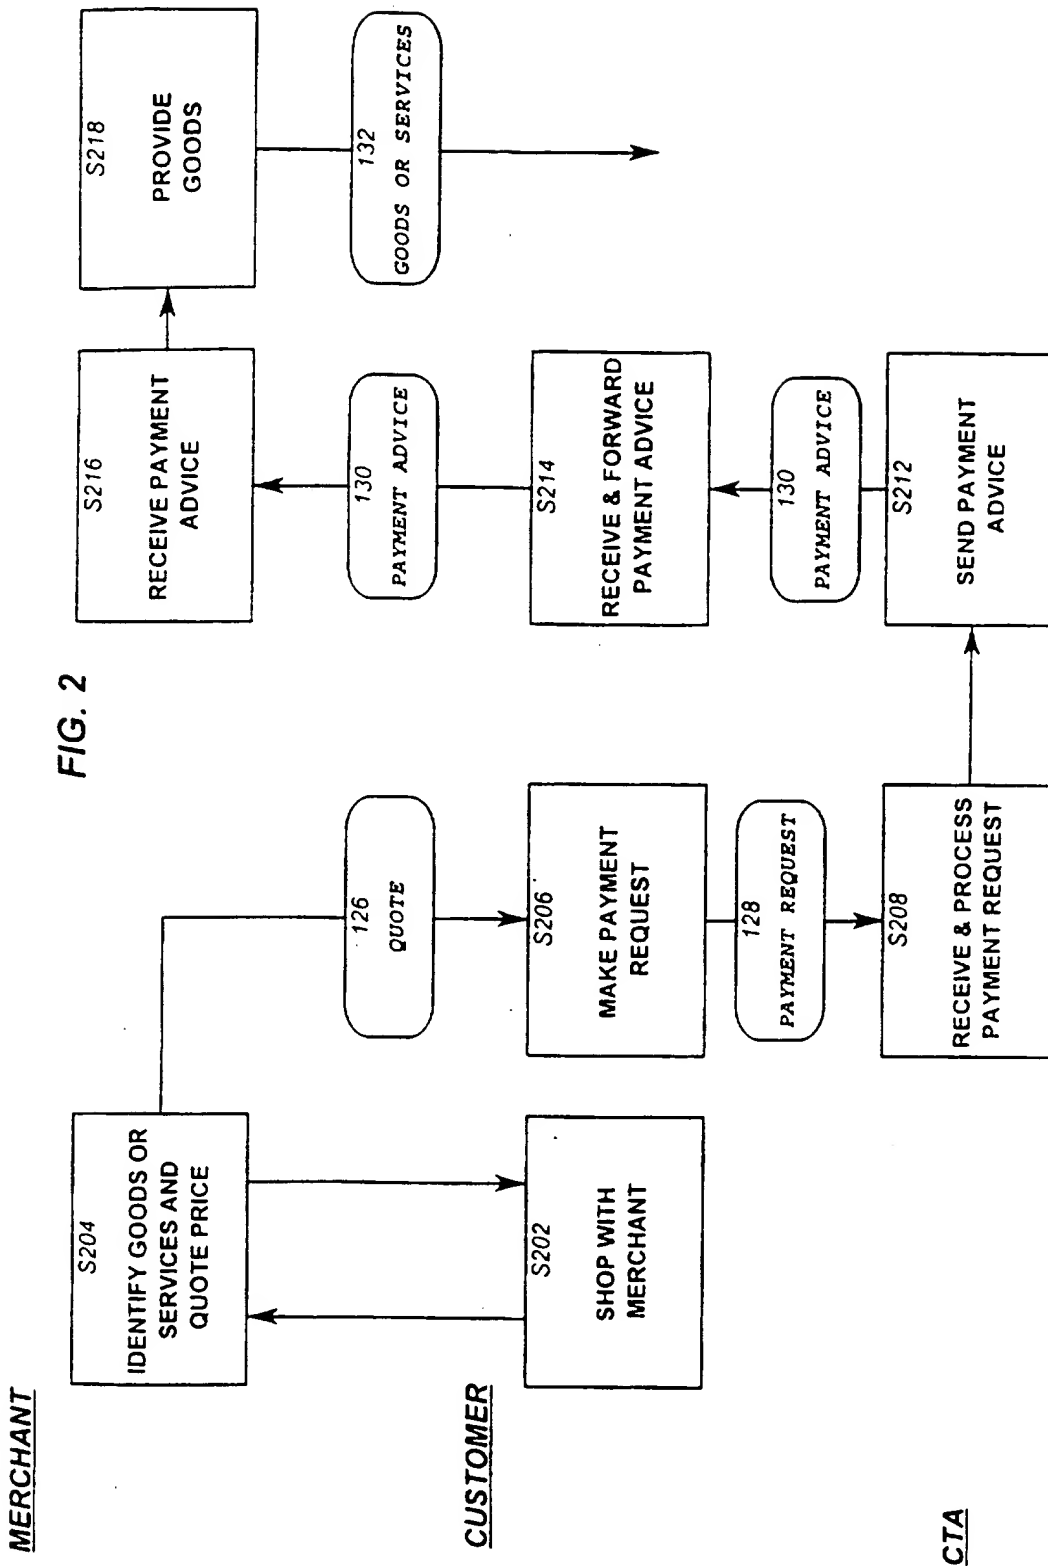 FIG. 2
MERCHANT
S204
IDENTIFY GOODS OR
SERVICES AND
QUOTE PRICE
S216
RECEIVE PAYMENT
ADVICE
S218
PROVIDE
GOODS
126
QUOTE
130
PAYMENT ADVICE
132
GOODS OR SERVICES
CUSTOMER
S202
SHOP WITH
MERCHANT
S206
MAKE PAYMENT
REQUEST
S214
RECEIVE & FORWARD
PAYMENT ADVICE
128
PAYMENT REQUEST
130
PAYMENT ADVICE
CTA
S208
RECEIVE & PROCESS
PAYMENT REQUEST
S212
SEND PAYMENT
ADVICE